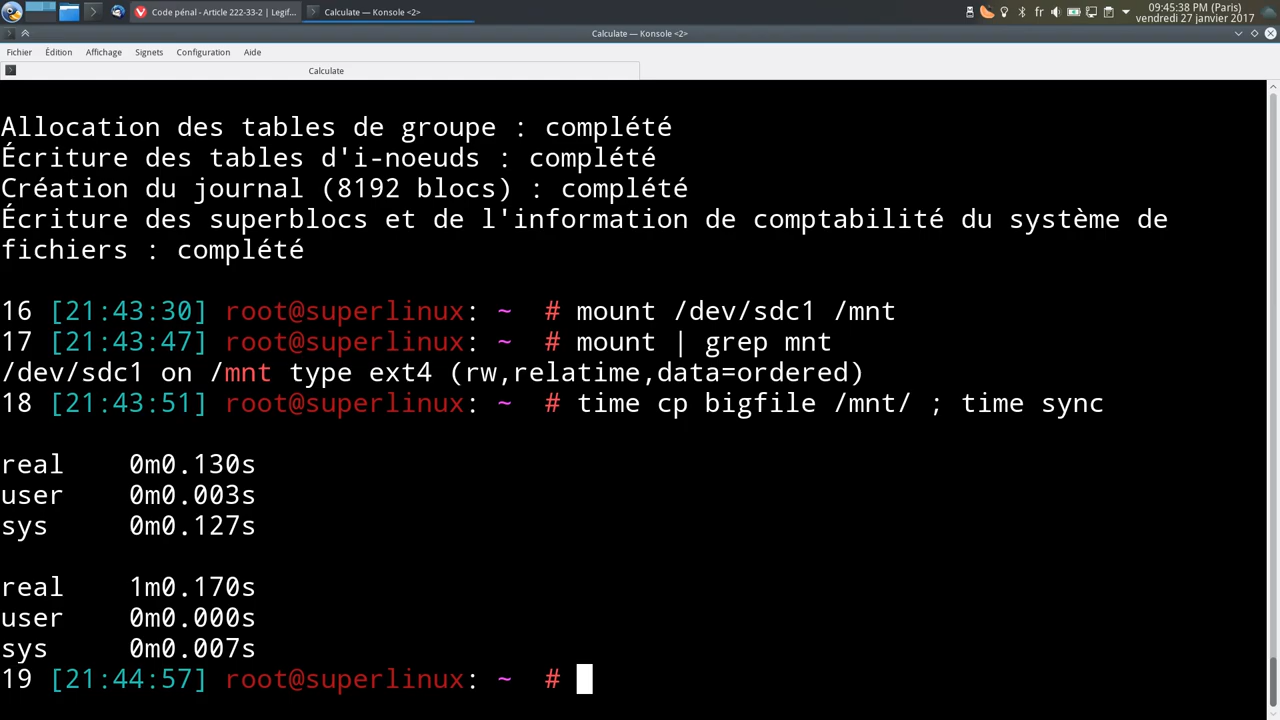 Code pénal - Article 222-33-2 | Legif...
Calculate — Konsole <2>
fr
09:45:38 PM (Paris)
vendredi 27 janvier 2017
Calculate — Konsole <2>
Fichier Édition Affichage Signets Configuration Aide
Calculate
Allocation des tables de groupe : complété
Écriture des tables d'i-noeuds : complété
Création du journal (8192 blocs) : complété
Écriture des superblocs et de l'information de comptabilité du système de
fichiers : complété
16 [21:43:30] root@superlinux: ~ # mount /dev/sdc1 /mnt
17 [21:43:47] root@superlinux: ~ # mount | grep mnt
/dev/sdc1 on /mnt type ext4 (rw,relatime,data=ordered)
18 [21:43:51] root@superlinux: ~ # time cp bigfile /mnt/ ; time sync
real 0m0.130s
user 0m0.003s
sys 0m0.127s
real 1m0.170s
user 0m0.000s
sys 0m0.007s
19 [21:44:57] root@superlinux: ~ #